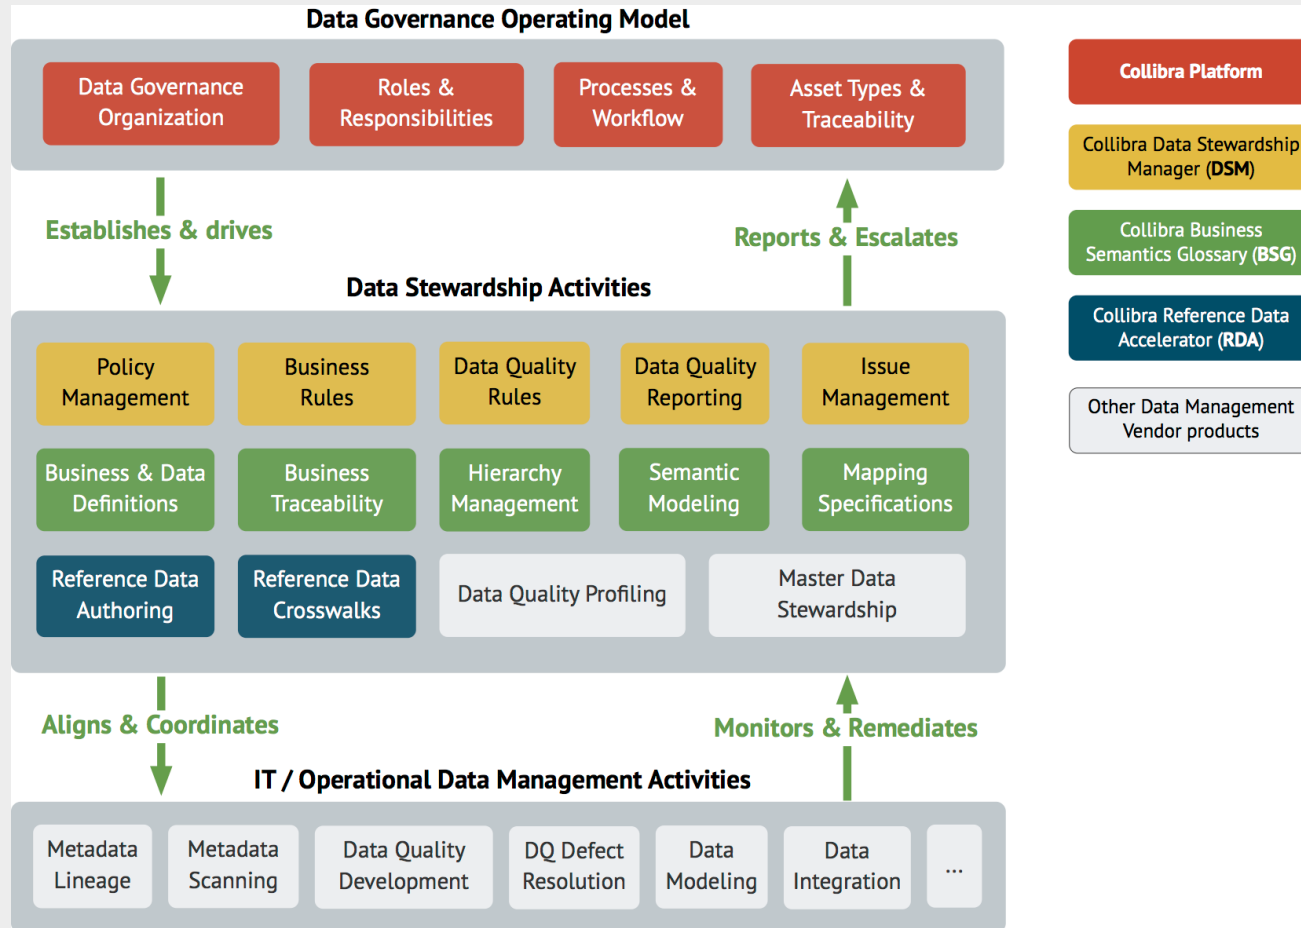 Data Governance Operating Model
Data Governance
Organization
Roles &
Responsibilities
Processes &
Workflow
Asset Types &
Traceability
Establishes & drives
Reports & Escalates
Data Stewardship Activities
Policy
Management
Business
Rules
Data Quality
Rules
Data Quality
Reporting
Issue
Management
Business & Data
Definitions
Business
Traceability
Hierarchy
Management
Semantic
Modeling
Mapping
Specifications
Reference Data
Authoring
Reference Data
Crosswalks
Data Quality Profiling
Master Data
Stewardship
Aligns & Coordinates
Monitors & Remediates
IT / Operational Data Management Activities
Metadata
Lineage
Metadata
Scanning
Data Quality
Development
DQ Defect
Resolution
Data
Modeling
Data
Integration
...
Collibra Platform
Collibra Data Stewardship
Manager (DSM)
Collibra Business
Semantics Glossary (BSG)
Collibra Reference Data
Accelerator (RDA)
Other Data Management
Vendor products